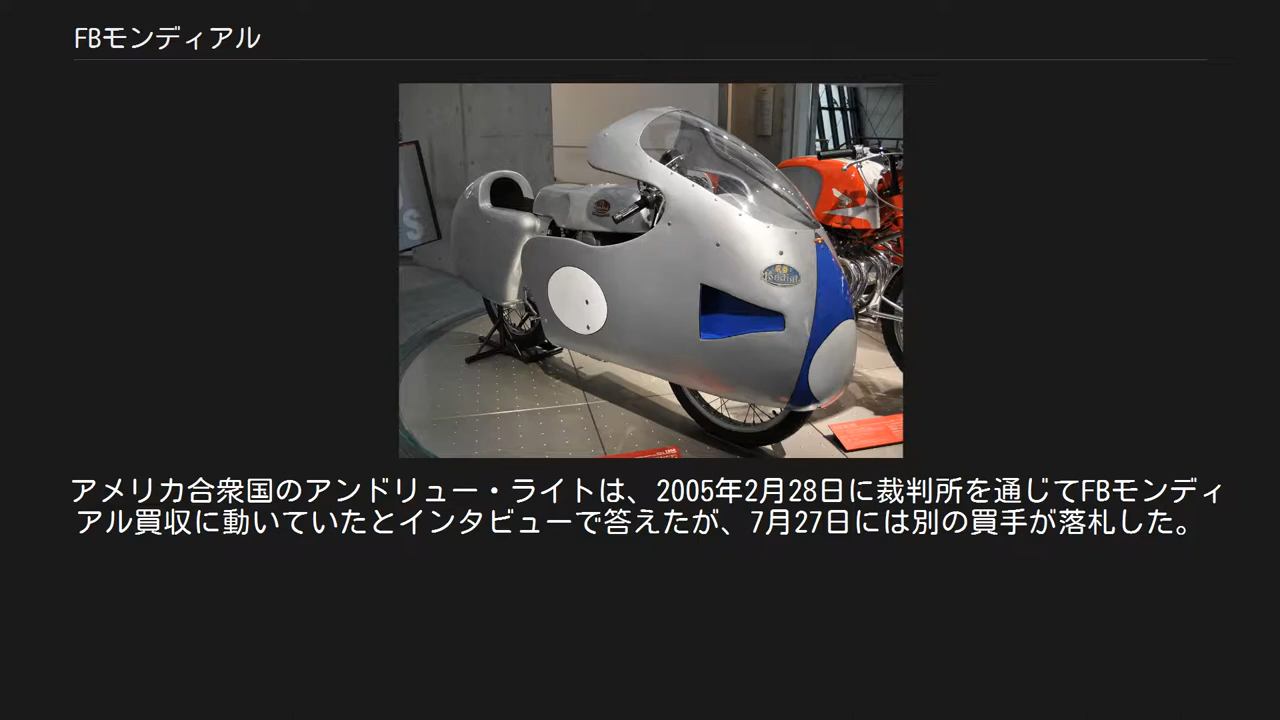 FBモンディアル
S
FB
Mondial
アメリカ合衆国のアンドリュー・ライトは、2005年2月28日に裁判所を通じてFBモンディ
アル買収に動いていたとインタビューで答えたが、7月27日には別の買手が落札した。